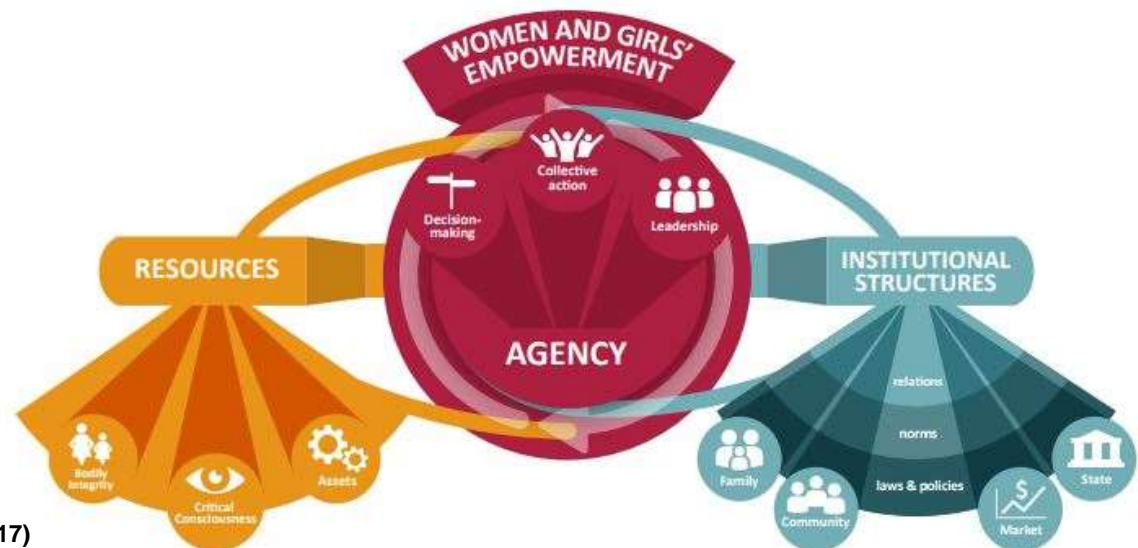 WOMEN AND GIRLS'
EMPOWERMENT
Collective
action
Decision-
making
Leadership
RESOURCES
INSTITUTIONAL
STRUCTURES
AGENCY
relations
norms
laws & policies
Bodily
Integrity
Critical
Consciousness
Assets
Family
Community
Market
State
17)